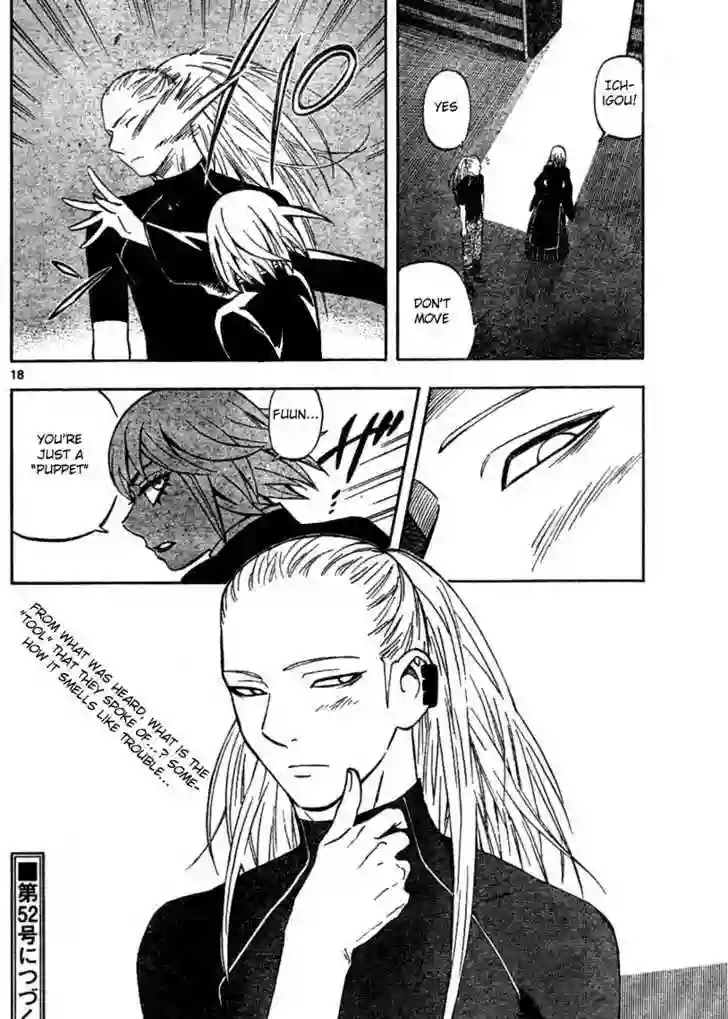 ICH-
IGOU!
YES
DON'T
MOVE
18
FUUN...
YOU'RE
JUST A
"PUPPET"
FROM WHAT WAS HEARD, WHAT IS THE
"TOOL" THAT THEY SPOKE OF...? SOME-
HOW IT SMELLS LIKE TROUBLE...
■第52号につづく